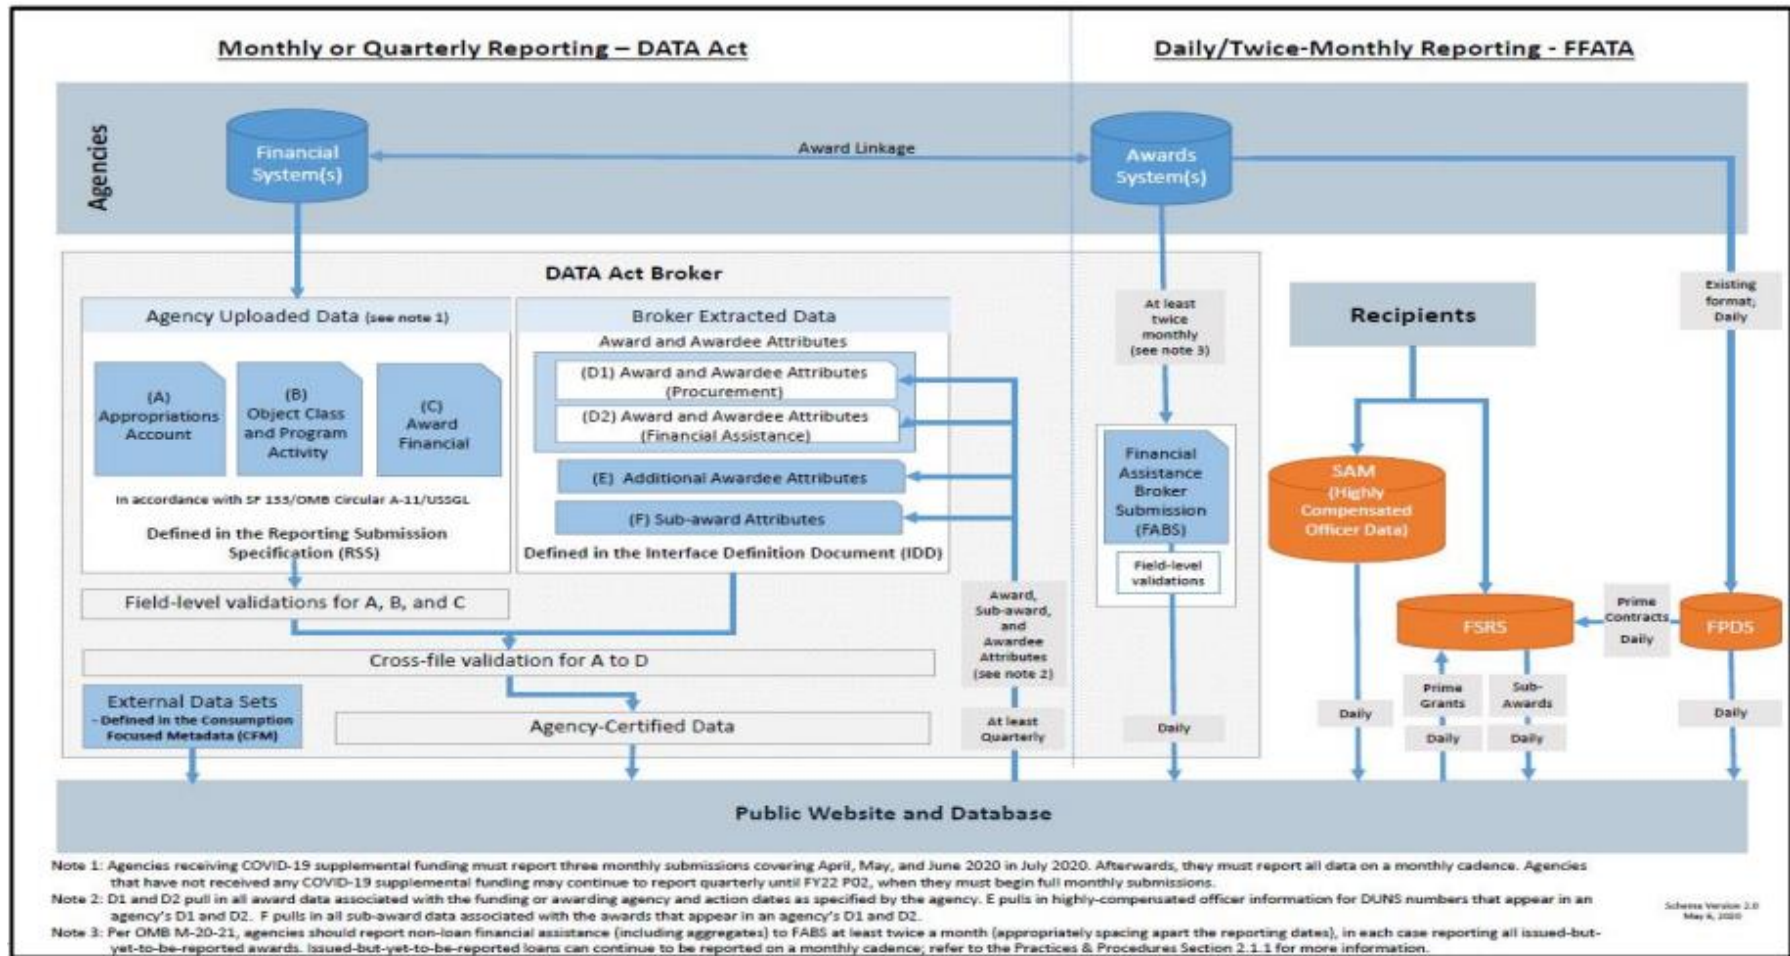 Monthly or Quarterly Reporting – DATA Act
Daily/Twice-Monthly Reporting - FFATA
Agencies
Financial
System(s)
Award Linkage
Awards
System(s)
DATA Act Broker
Agency Uploaded Data (see note 1)
(A)
Appropriations
Account
(B)
Object Class
and Program
Activity
(C)
Award
Financial
In accordance with SF 133/OMB Circular A-11/USSGL
Defined in the Reporting Submission
Specification (RSS)
Broker Extracted Data
Award and Awardee Attributes
(D1) Award and Awardee Attributes
(Procurement)
(D2) Award and Awardee Attributes
(Financial Assistance)
(E) Additional Awardee Attributes
(F) Sub-award Attributes
Defined in the Interface Definition Document (IDD)
Field-level validations for A, B, and C
Cross-file validation for A to D
External Data Sets
- Defined in the Consumption
Focused Metadata (CFM)
Agency-Certified Data
Award,
Sub-award,
and
Awardee
Attributes
(see note 2)
At least
Quarterly
At least
twice
monthly
(see note 3)
Financial
Assistance
Broker
Submission
(FABS)
Field-level
validations
Daily
Recipients
Existing
format,
Daily
SAM
(Highly
Compensated
Officer Data)
FSRS
Prime
Contracts
Daily
FPDS
Daily
Prime
Grants
Daily
Sub-
Awards
Daily
Daily
Public Website and Database
Note 1: Agencies receiving COVID-19 supplemental funding must report three monthly submissions covering April, May, and June 2020 in July 2020. Afterwards, they must report all data on a monthly cadence. Agencies
that have not received any COVID-19 supplemental funding may continue to report quarterly until FY22 P02, when they must begin full monthly submissions.
Note 2: D1 and D2 pull in all award data associated with the funding or awarding agency and action dates as specified by the agency. E pulls in highly-compensated officer information for DUNS numbers that appear in an
agency's D1 and D2. F pulls in all sub-award data associated with the awards that appear in an agency's D1 and D2.
Note 3: Per OMB M-20-21, agencies should report non-loan financial assistance (including aggregates) to FABS at least twice a month (appropriately spacing apart the reporting dates), in each case reporting all issued-but-
yet-to-be-reported awards. Issued-but-yet-to-be-reported loans can continue to be reported on a monthly cadence; refer to the Practices & Procedures Section 2.1.1 for more information.
Schema Version 2.0
May 6, 2020